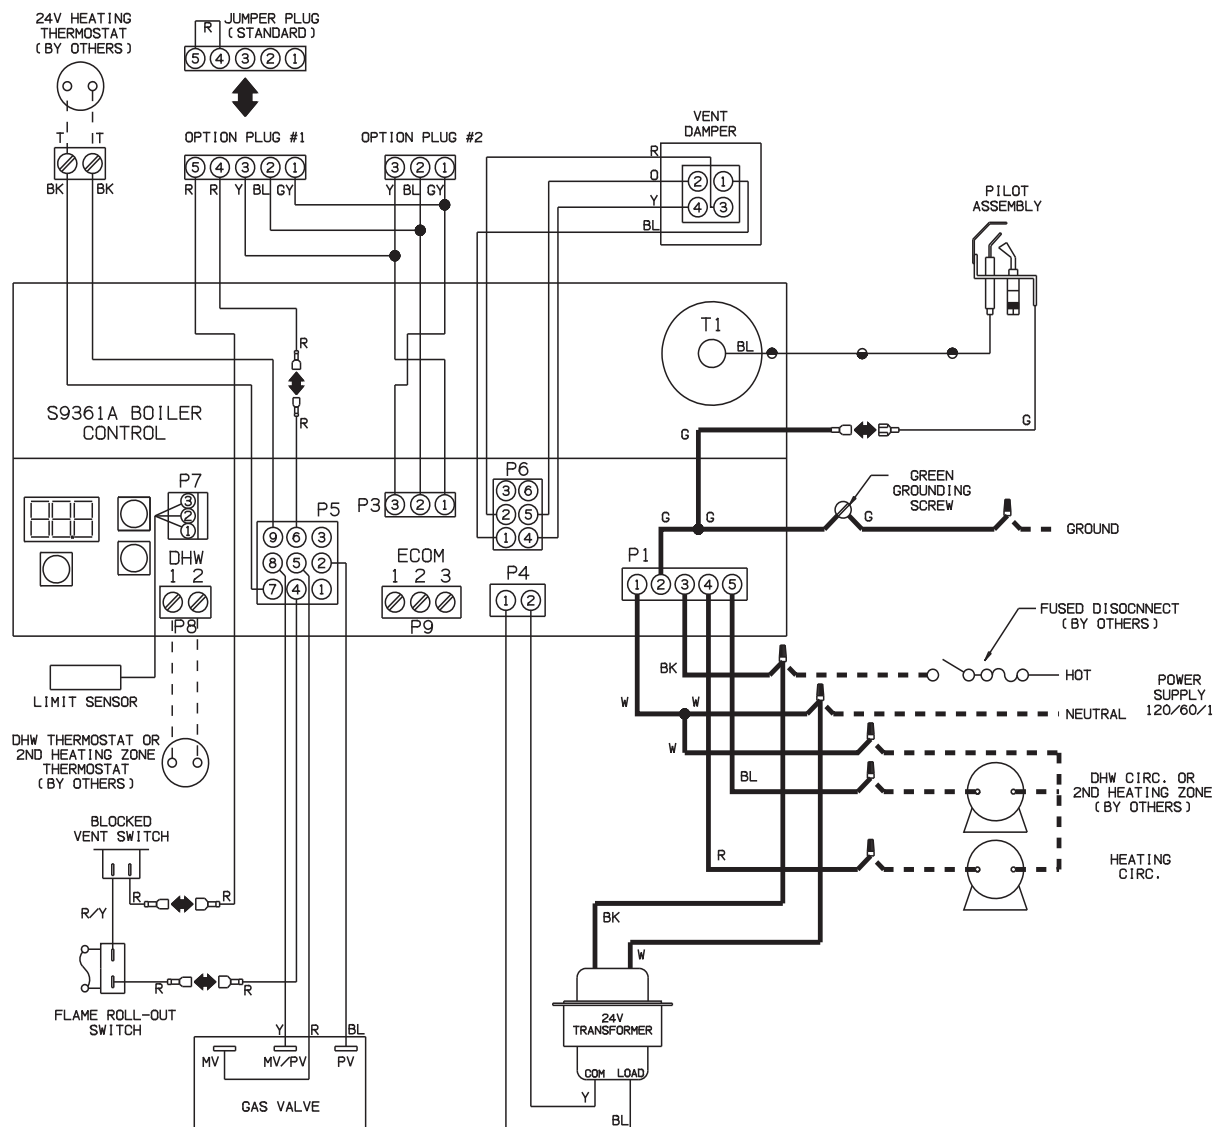 24V HEATING
THERMOSTAT
(BY OTHERS)
R
JUMPER PLUG
(STANDARD)
5 4 3 2 1
T
T
BK
BK
OPTION PLUG #1
5 4 3 2 1
R R Y BL GY
OPTION PLUG #2
3 2 1
Y BL GY
VENT
DAMPER
R
O
Y
BL
2 1
4 3
PILOT
ASSEMBLY
T1
BL
G
G
R
R
S9361A BOILER
CONTROL
P7
3
2
1
P5
9 6 3
8 5 2
7 4 1
P3
3 2 1
P6
3 6
2 5
1 4
G
G
G
GREEN
GROUNDING
SCREW
GROUND
DHW
1 2
P8
ECOM
1 2 3
P9
P4
1 2
P1
1 2 3 4 5
FUSED DISOCNNECT
(BY OTHERS)
BK
HOT
POWER
SUPPLY
120/60/1
W
W
NEUTRAL
W
LIMIT SENSOR
DHW THERMOSTAT OR
2ND HEATING ZONE
THERMOSTAT
(BY OTHERS)
BL
DHW CIRC. OR
2ND HEATING ZONE
(BY OTHERS)
R
HEATING
CIRC.
BLOCKED
VENT SWITCH
R
R
R/Y
R
R
FLAME ROLL-OUT
SWITCH
BK
W
24V
TRANSFORMER
COM LOAD
Y
BL
Y R BL
MV MV/PV PV
GAS VALVE